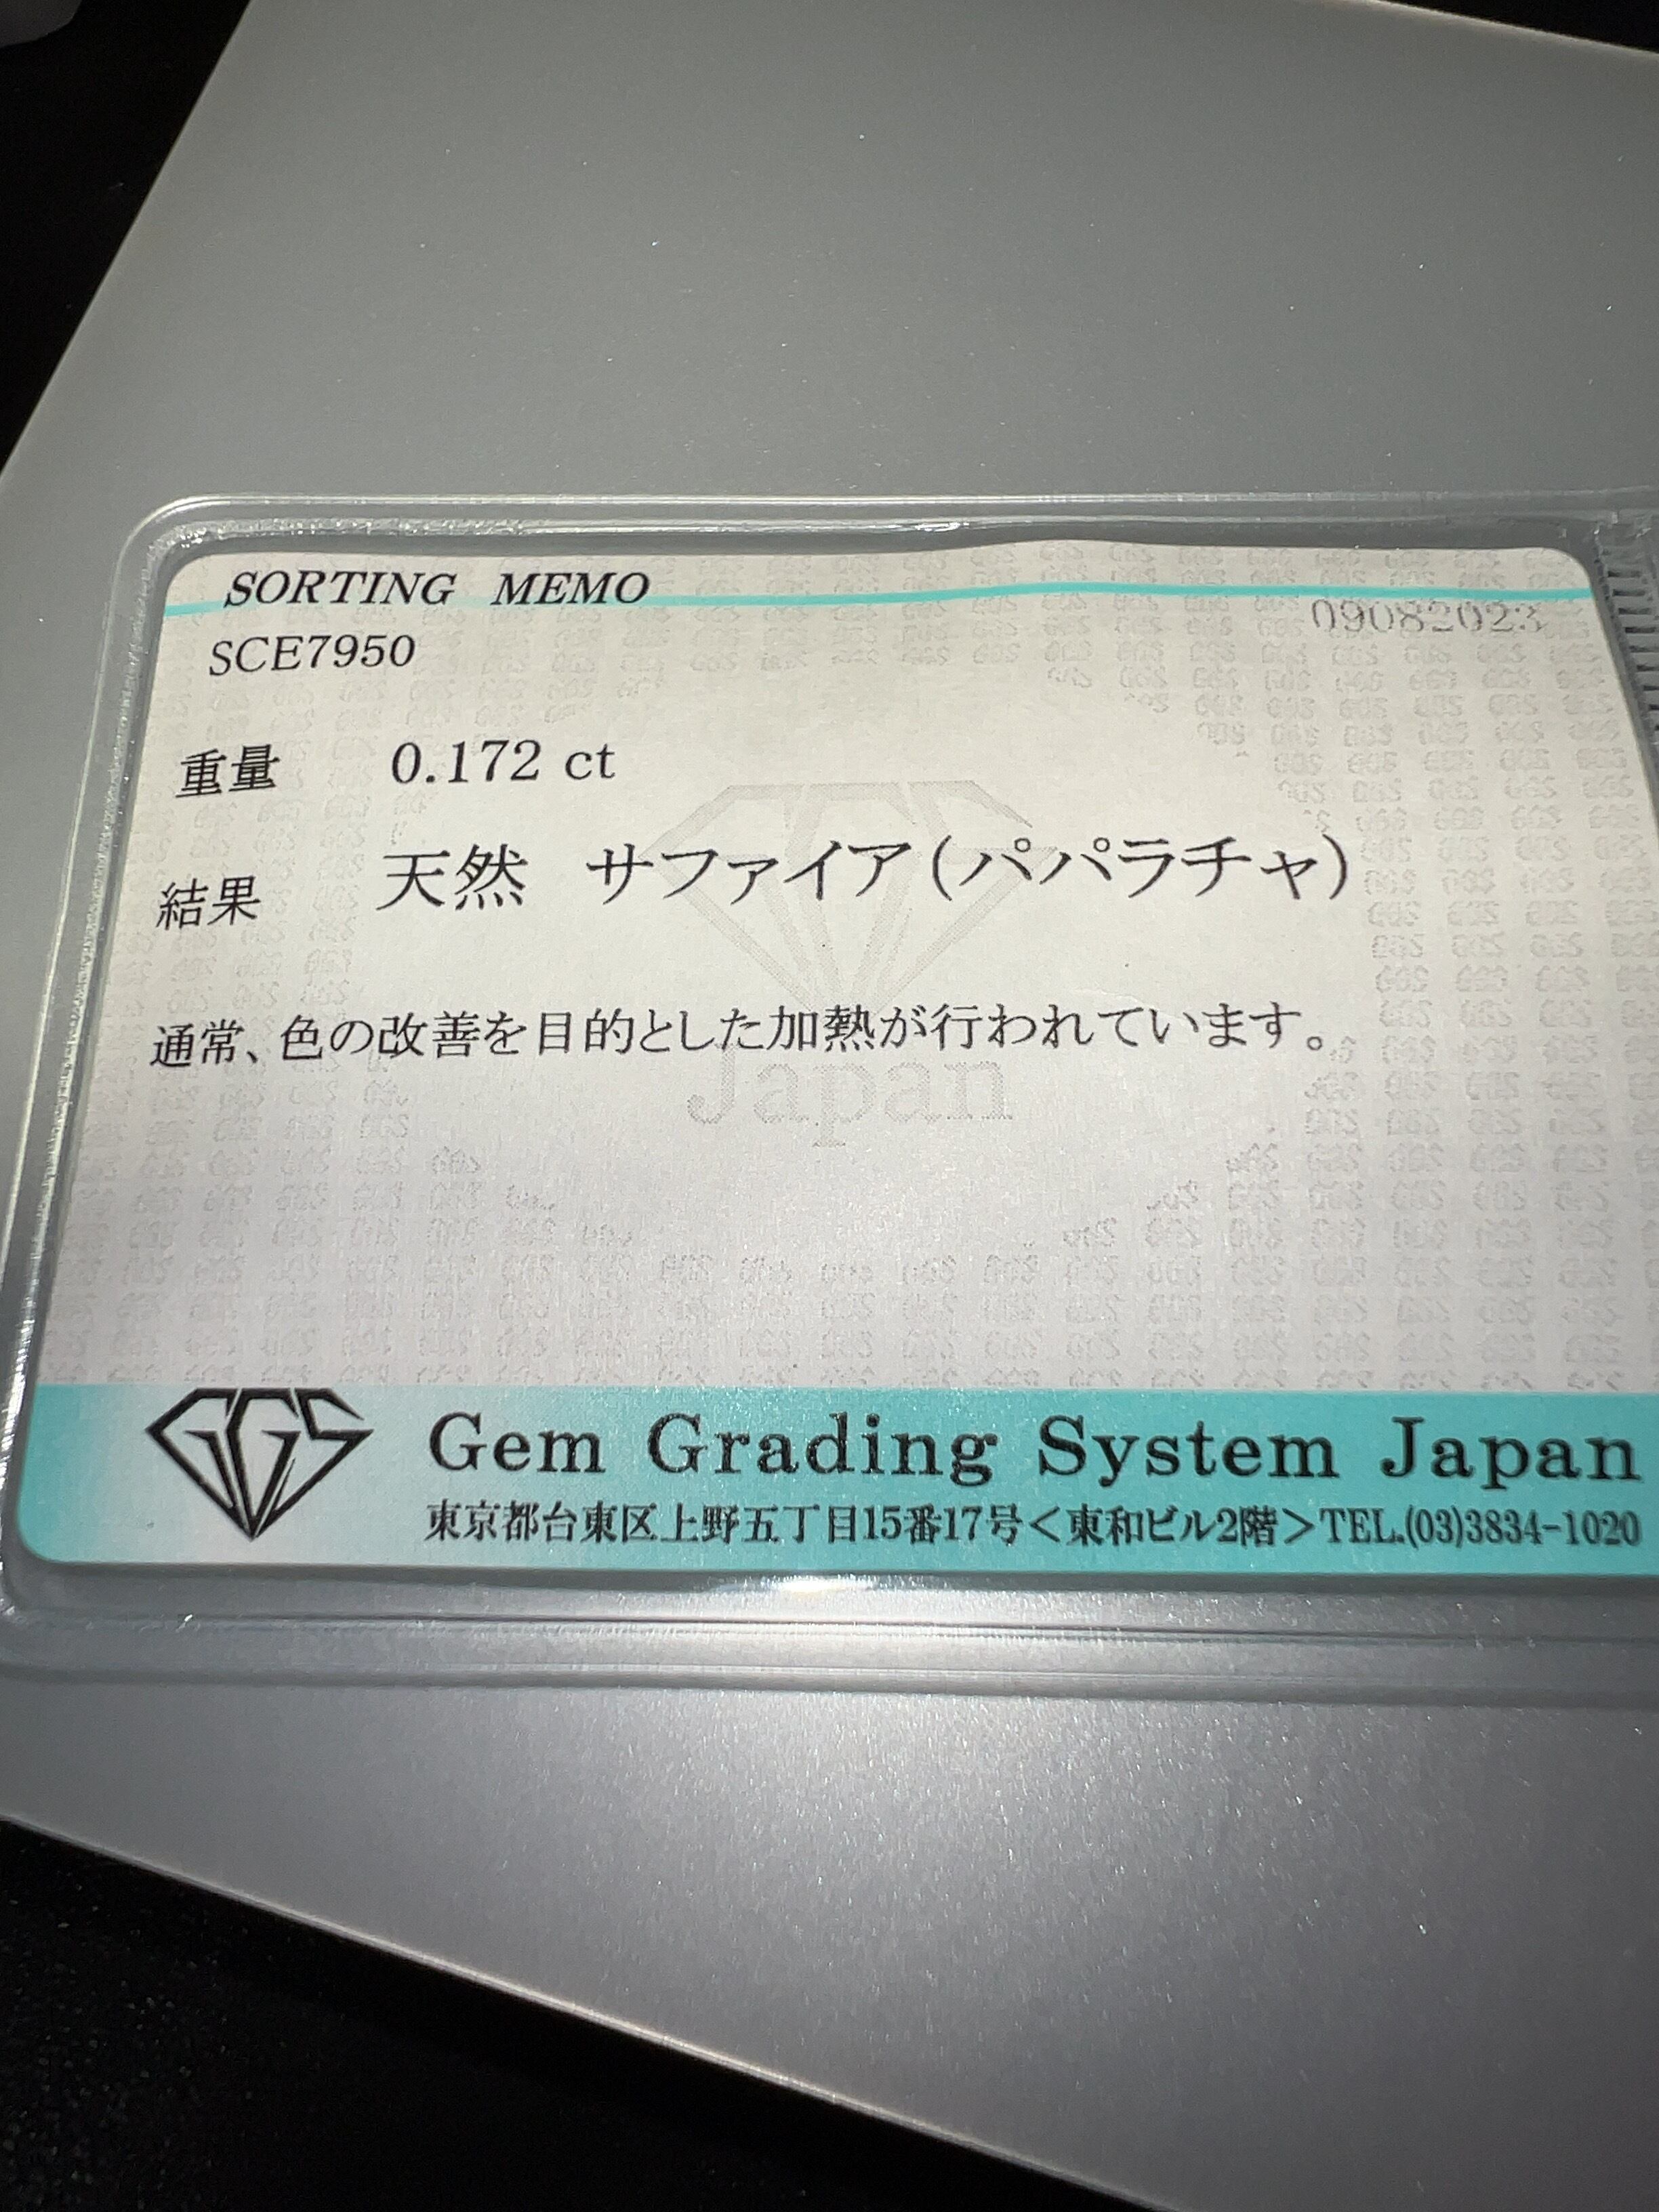 SORTING MEMO
09082023
SCE7950
重量 0.172 ct
結果 天然 サファイア(パパラチャ)
通常、色の改善を目的とした加熱が行われています。
Japan
GGS Gem Grading System Japan
東京都台東区上野五丁目15番17号<東和ビル2階>TEL.(03)3834-1020